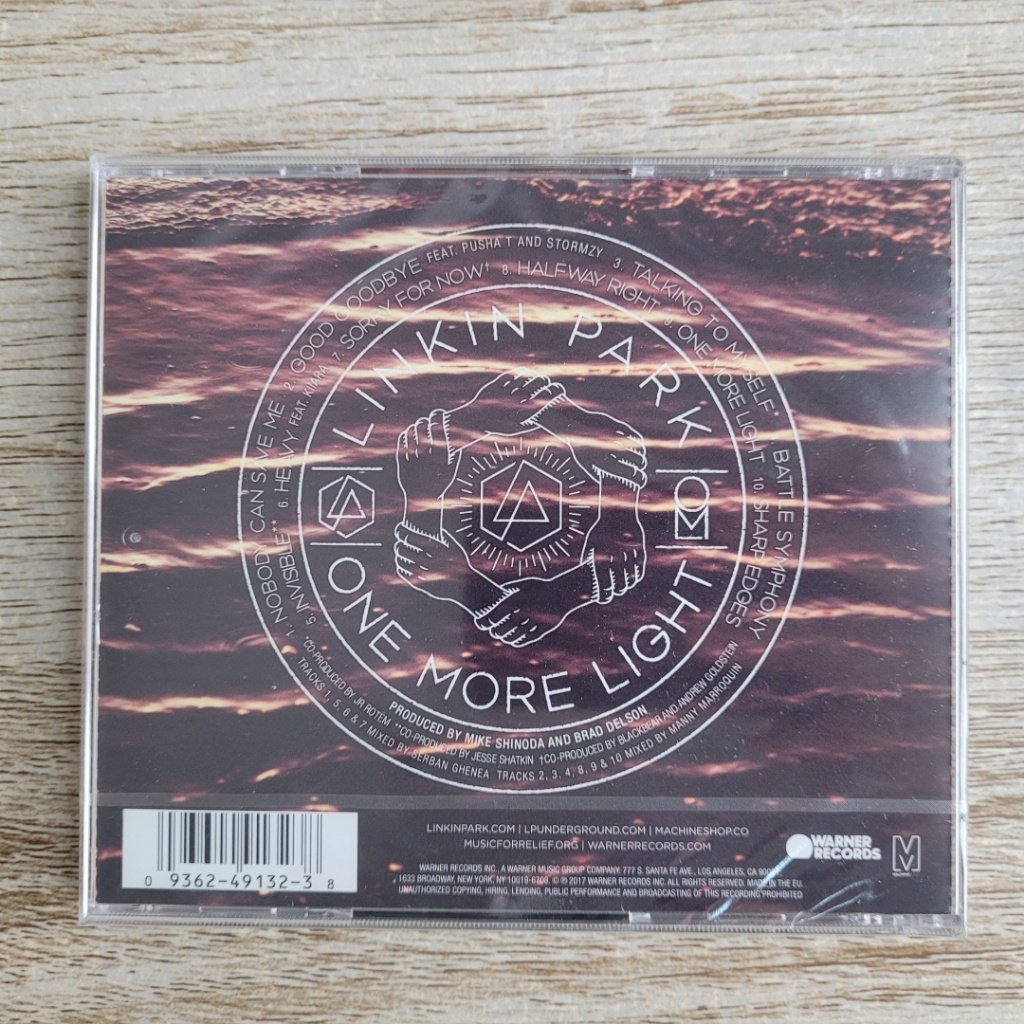 1. NOBODY CAN SAVE ME 2. GOOD GOODBYE FEAT. PUSHA T AND STORMZY 3. TALKING TO MYSELF* 4. BATTLE SYMPHONY
5. INVISIBLE** 6. HEAVY FEAT. KIIARA 7. SORRY FOR NOW† 8. HALFWAY RIGHT 9. ONE MORE LIGHT 10. SHARP EDGES
LINKIN PARK
ONE MORE LIGHT
PRODUCED BY MIKE SHINODA AND BRAD DELSON
*CO-PRODUCED BY JR ROTEM **CO-PRODUCED BY JESSE SHATKIN †CO-PRODUCED BY BLACKBEAR AND ANDREW GOLDSTEIN
TRACKS 1, 5, 6 & 7 MIXED BY SERBAN GHENEA TRACKS 2, 3, 4, 8, 9 & 10 MIXED BY MANNY MARROQUIN
LINKINPARK.COM | LPUNDERGROUND.COM | MACHINESHOP.CO
MUSICFORRELIEF.ORG | WARNERRECORDS.COM
WARNER RECORDS INC., A WARNER MUSIC GROUP COMPANY. 777 S. SANTA FE AVE., LOS ANGELES, CA
1633 BROADWAY, NEW YORK, NY 10019-6708. © ℗ 2017 WARNER RECORDS INC. ALL RIGHTS RESERVED. MADE IN THE EU.
UNAUTHORIZED COPYING, HIRING, LENDING, PUBLIC PERFORMANCE AND BROADCASTING OF THIS RECORDING PROHIBITED
WARNER
RECORDS
0 9362-49132-3 8